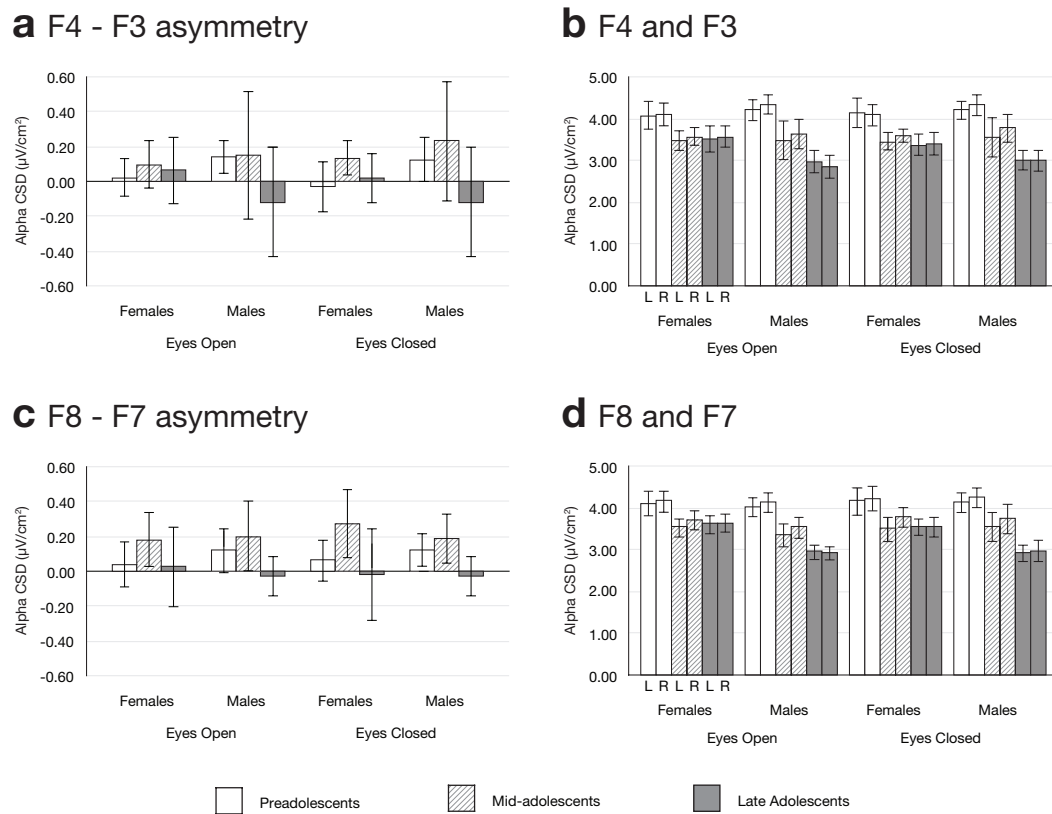 a F4 - F3 asymmetry
Alpha CSD (µV/cm²)
0.60
0.40
0.20
0.00
-0.20
-0.40
-0.60
Females Males Females Males
Eyes Open Eyes Closed
b F4 and F3
Alpha CSD (µV/cm²)
5.00
4.00
3.00
2.00
1.00
0.00
L R L R L R
Females Males Females Males
Eyes Open Eyes Closed
c F8 - F7 asymmetry
Alpha CSD (µV/cm²)
0.60
0.40
0.20
0.00
-0.20
-0.40
-0.60
Females Males Females Males
Eyes Open Eyes Closed
d F8 and F7
Alpha CSD (µV/cm²)
5.00
4.00
3.00
2.00
1.00
0.00
L R L R L R
Females Males Females Males
Eyes Open Eyes Closed
Preadolescents Mid-adolescents Late Adolescents